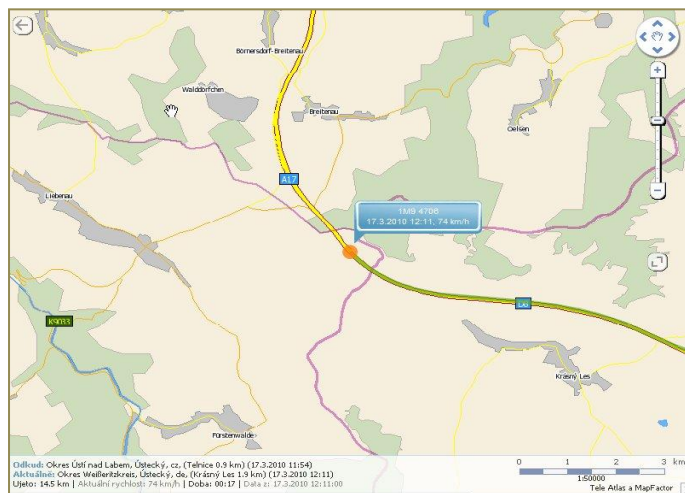 Börnersdorf-Breitenau
Walddörfchen
Breitenau
Oelsen
A17
Liebenau
1M9 4706
17.3.2010 12:11, 74 km/h
K9033
Krásný Les
Fürstenwalde
Odkud: Okres Ústí nad Labem, Ústecký, cz, (Telnice 0.9 km) (17.3.2010 11:54)
Aktuálně: Okres Weißeritzkreis, Ústecký, de, (Krásný Les 1.9 km) (17.3.2010 12:11)
Ujeto: 14.5 km | Aktuální rychlost: 74 km/h | Doba: 00:17 | Data z: 17.3.2010 12:11:00
0 1 2 3 km
1:50000
Tele Atlas a MapFactor